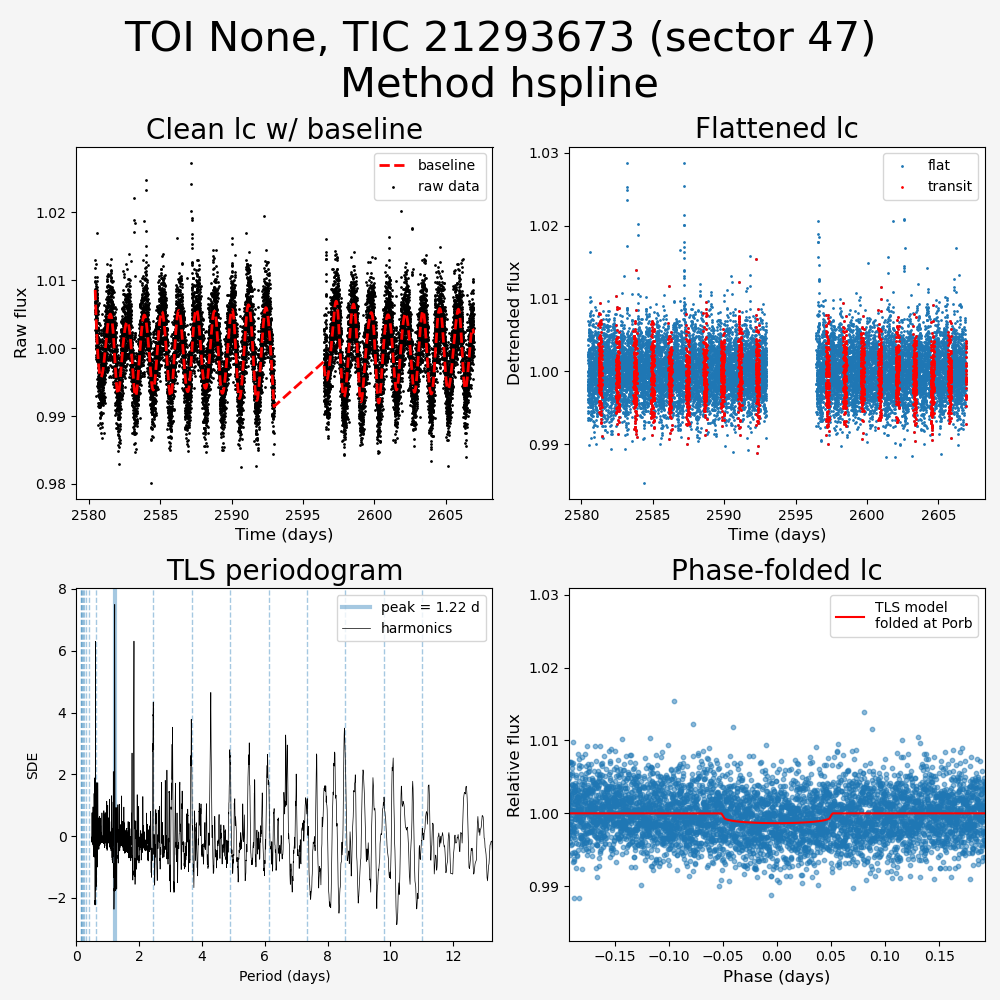 TOI None, TIC 21293673 (sector 47)
Method hspline
Clean lc w/ baseline
Raw flux
1.02
1.01
1.00
0.99
0.98
baseline
raw data
2580
2585
2590
2595
2600
2605
Time (days)
Flattened lc
Detrended flux
1.03
1.02
1.01
1.00
0.99
flat
transit
2580
2585
2590
2595
2600
2605
Time (days)
TLS periodogram
SDE
8
6
4
2
0
−2
peak = 1.22 d
harmonics
0
2
4
6
8
10
12
Period (days)
Phase-folded lc
Relative flux
1.03
1.02
1.01
1.00
0.99
TLS model
folded at Porb
−0.15
−0.10
−0.05
0.00
0.05
0.10
0.15
Phase (days)